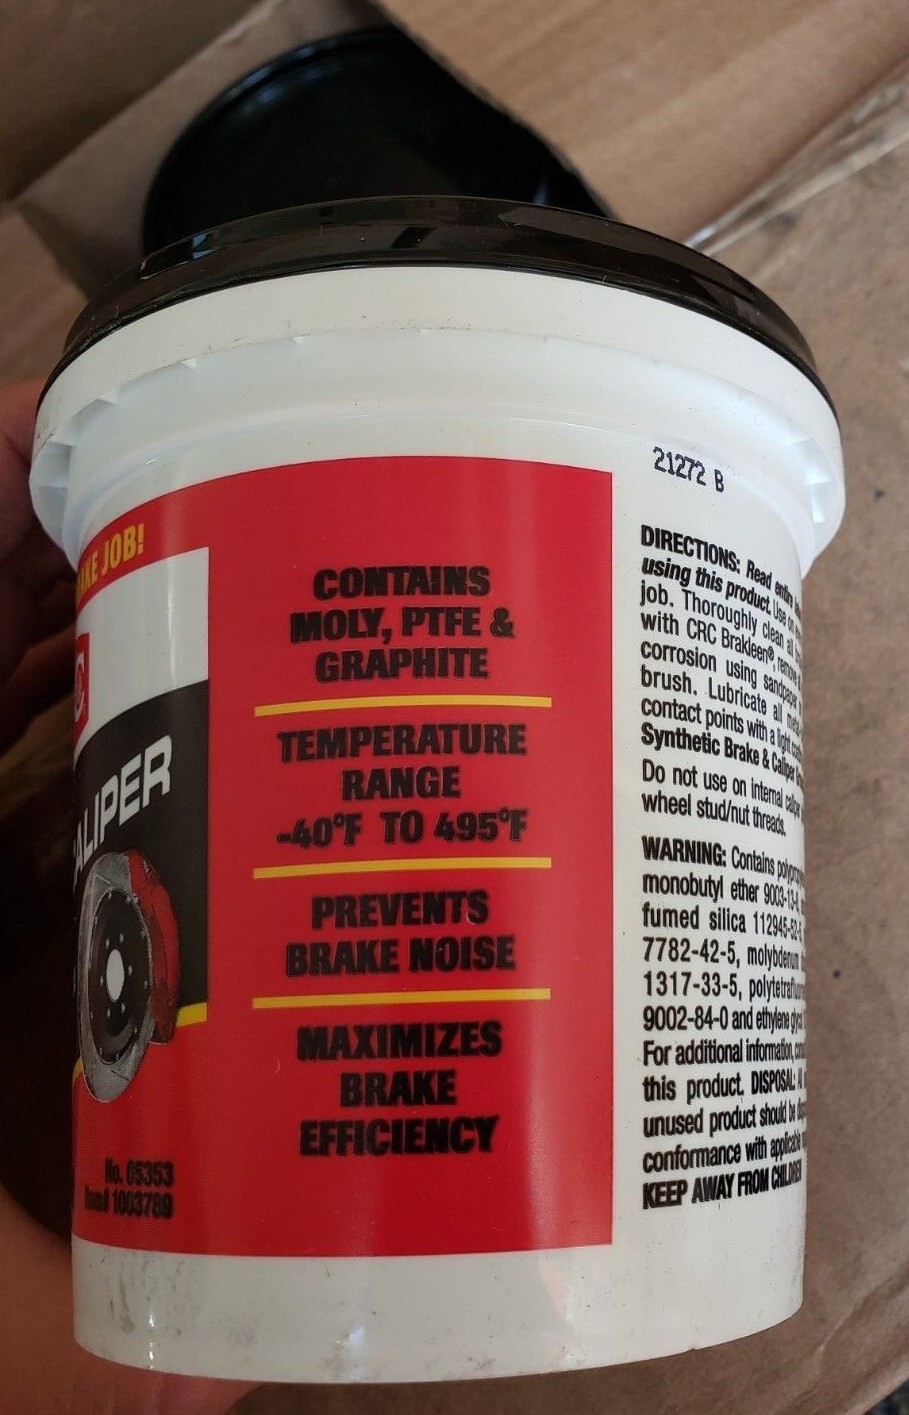 AKE JOB!
ALIPER
No. 05353
Item# 1003789
CONTAINS
MOLY, PTFE &
GRAPHITE
TEMPERATURE
RANGE
-40°F TO 495°F
PREVENTS
BRAKE NOISE
MAXIMIZES
BRAKE
EFFICIENCY
21272 B
DIRECTIONS: Read entire
using this product. Use on
job. Thoroughly clean all
with CRC Brakleen®, remove
corrosion using sandpaper
brush. Lubricate all
contact points with a light
Synthetic Brake & Caliper
Do not use on internal
wheel stud/nut threads.
WARNING: Contains
monobutyl ether 9003-13-
fumed silica 112945-52-
7782-42-5, molybdenum
1317-33-5,
9002-84-0 and ethylene
For additional information,
this product. DISPOSAL:
unused product should be
conformance with applicable
KEEP AWAY FROM CHILDREN